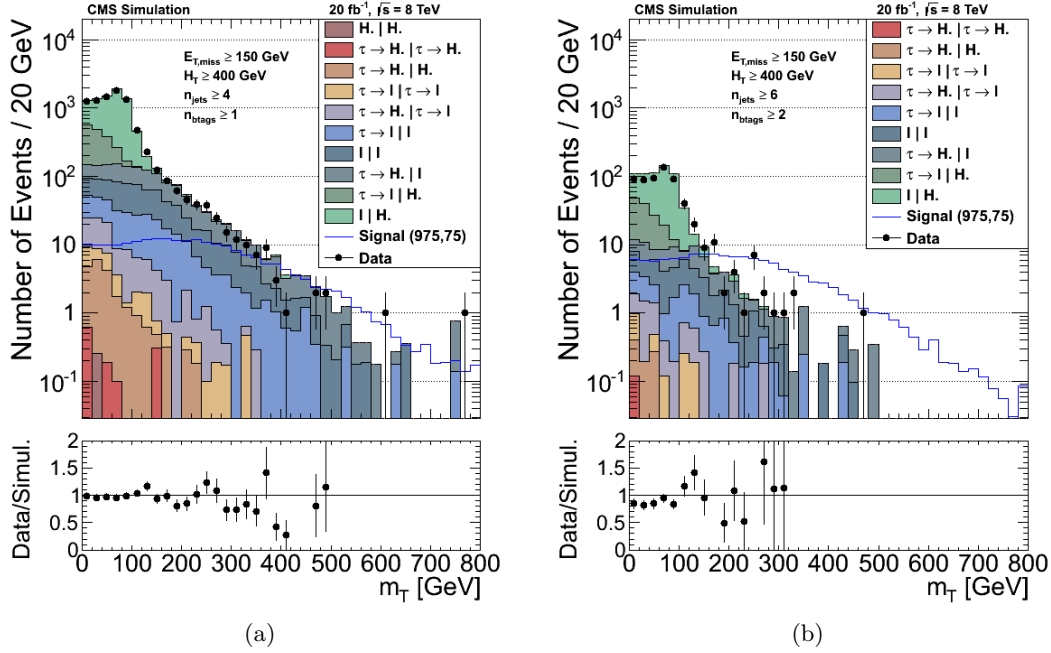 CMS Simulation 20 fb⁻¹, √s = 8 TeV
Number of Events / 20 GeV
10⁴
10³
10²
10
1
10⁻¹
E_T,miss ≥ 150 GeV
H_T ≥ 400 GeV
n_jets ≥ 4
n_btags ≥ 1
H. | H.
τ→ H. | τ→ H.
τ→ H. | H.
τ→ l | τ→ l
τ→ H. | τ→ l
τ→ l | l
l | l
τ→ H. | l
τ→ l | H.
l | H.
Signal (975,75)
Data
Data/Simul.
2
1.5
1
0.5
0
0 100 200 300 400 500 600 700 800
m_T [GeV]
(a)
CMS Simulation 20 fb⁻¹, √s = 8 TeV
Number of Events / 20 GeV
10⁴
10³
10²
10
1
10⁻¹
E_T,miss ≥ 150 GeV
H_T ≥ 400 GeV
n_jets ≥ 6
n_btags ≥ 2
τ→ H. | τ→ H.
τ→ H. | H.
τ→ l | τ→ l
τ→ H. | τ→ l
τ→ l | l
l | l
τ→ H. | l
τ→ l | H.
l | H.
Signal (975,75)
Data
Data/Simul.
2
1.5
1
0.5
0
0 100 200 300 400 500 600 700 800
m_T [GeV]
(b)